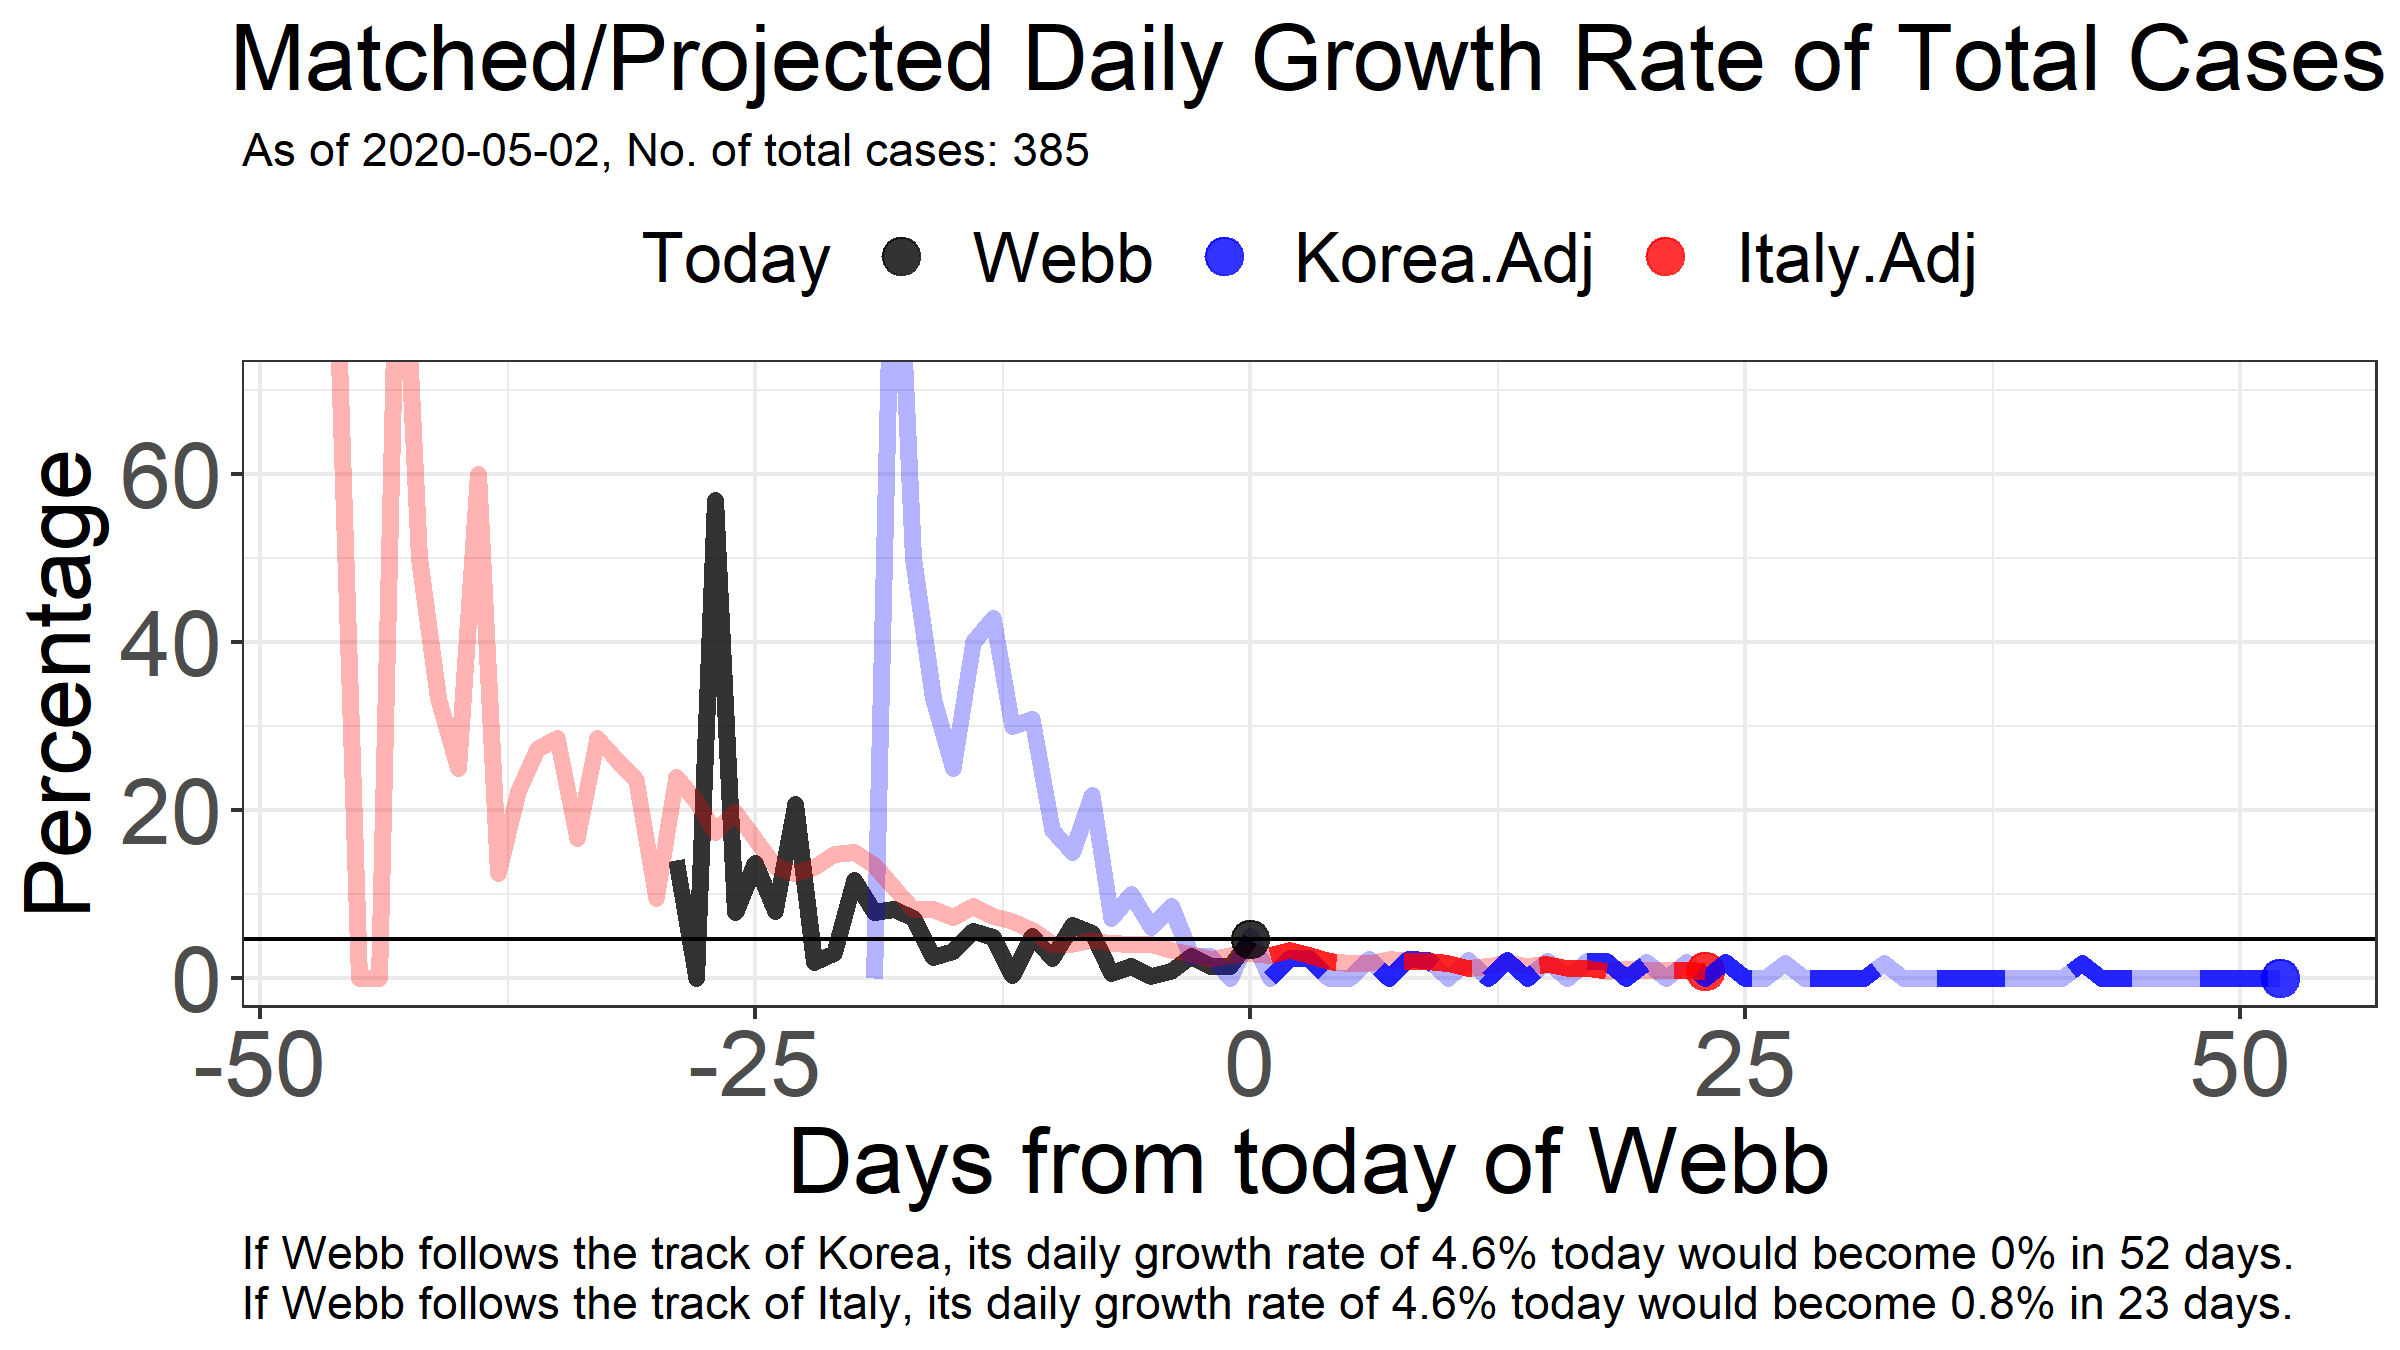 Matched/Projected Daily Growth Rate of Total Cases
As of 2020-05-02, No. of total cases: 385
Today Webb Korea.Adj Italy.Adj
Percentage
60
40
20
0
-50 -25 0 25 50
Days from today of Webb
If Webb follows the track of Korea, its daily growth rate of 4.6% today would become 0% in 52 days.
If Webb follows the track of Italy, its daily growth rate of 4.6% today would become 0.8% in 23 days.